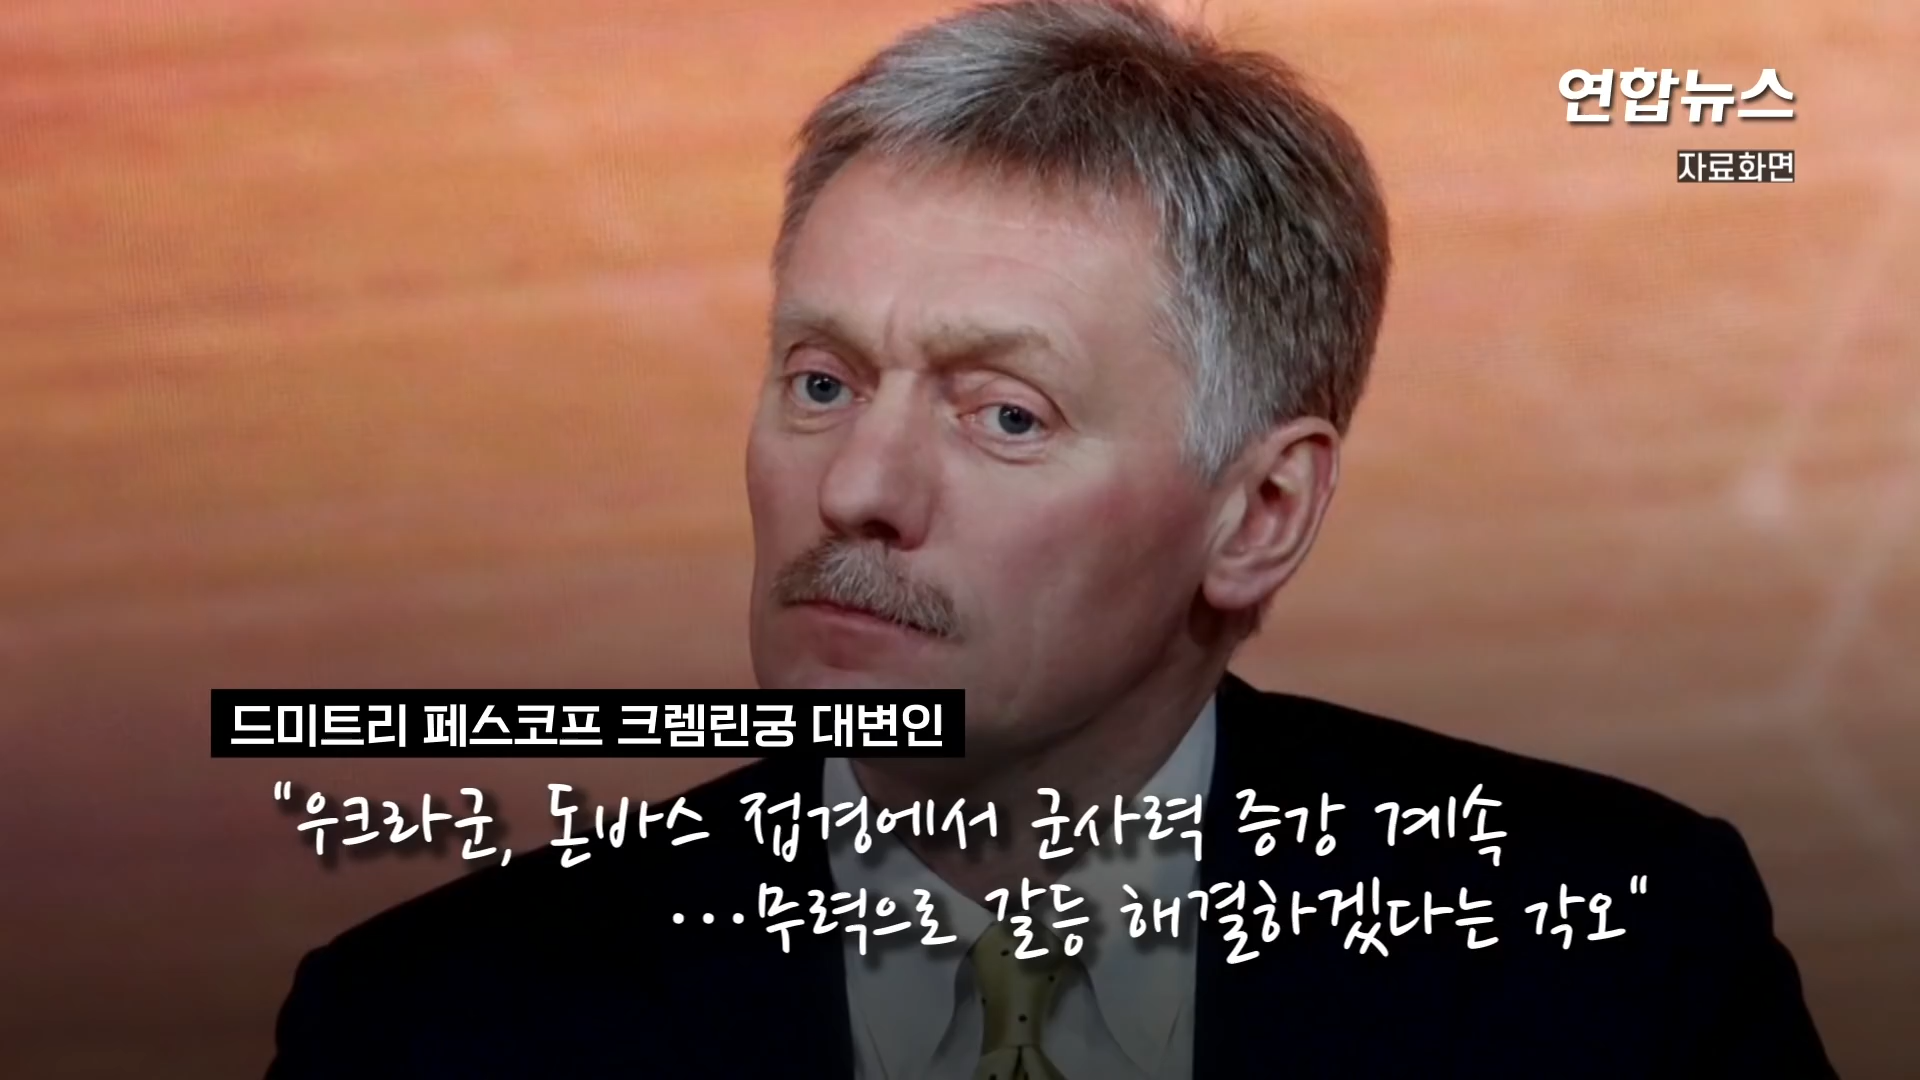 연합뉴스
자료화면
드미트리 페스코프 크렘린궁 대변인
"우크라군, 돈바스 접경에서 군사력 증강 계속
…무력으로 갈등 해결하겠다는 각오"